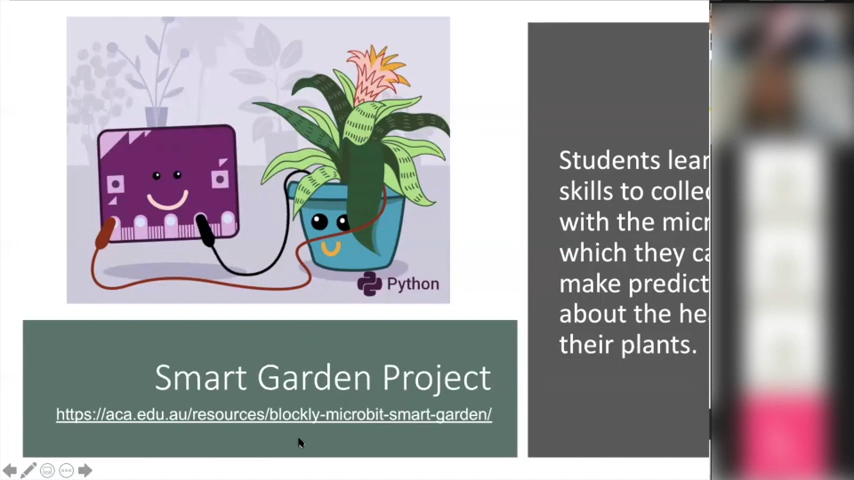 Python
Smart Garden Project
https://aca.edu.au/resources/blockly-microbit-smart-garden/
Students lear
skills to colle
with the micr
which they ca
make predict
about the he
their plants.